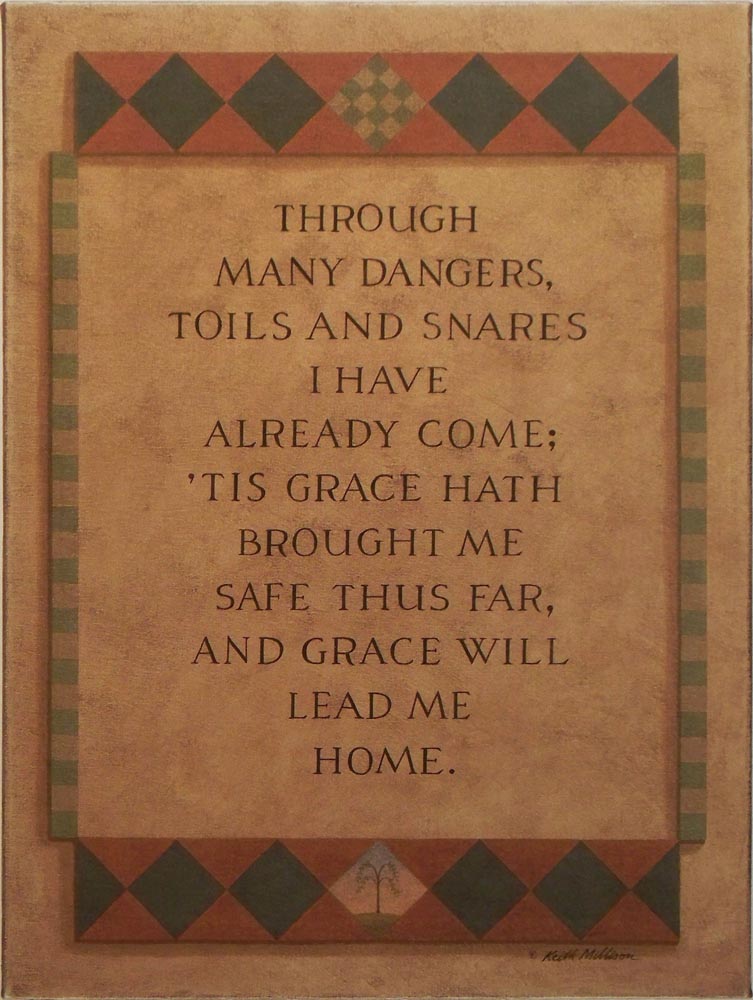 THROUGH
MANY DANGERS,
TOILS AND SNARES
I HAVE
ALREADY COME;
'TIS GRACE HATH
BROUGHT ME
SAFE THUS FAR,
AND GRACE WILL
LEAD ME
HOME.
Keith